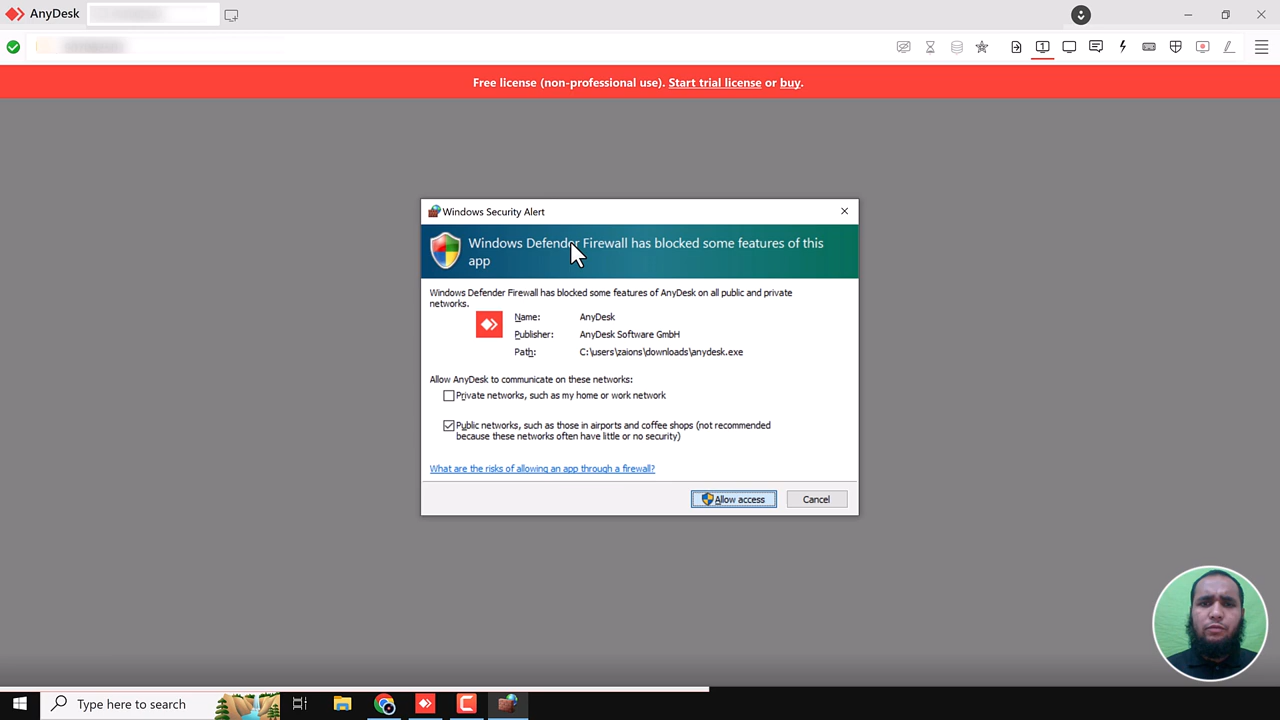 AnyDesk
1
Free license (non-professional use). Start trial license or buy.
Windows Security Alert
Windows Defender Firewall has blocked some features of this
app
Windows Defender Firewall has blocked some features of AnyDesk on all public and private
networks.
Name: AnyDesk
Publisher: AnyDesk Software GmbH
Path: C:\users\zaions\downloads\anydesk.exe
Allow AnyDesk to communicate on these networks:
Private networks, such as my home or work network
Public networks, such as those in airports and coffee shops (not recommended
because these networks often have little or no security)
What are the risks of allowing an app through a firewall?
Allow access Cancel
Type here to search